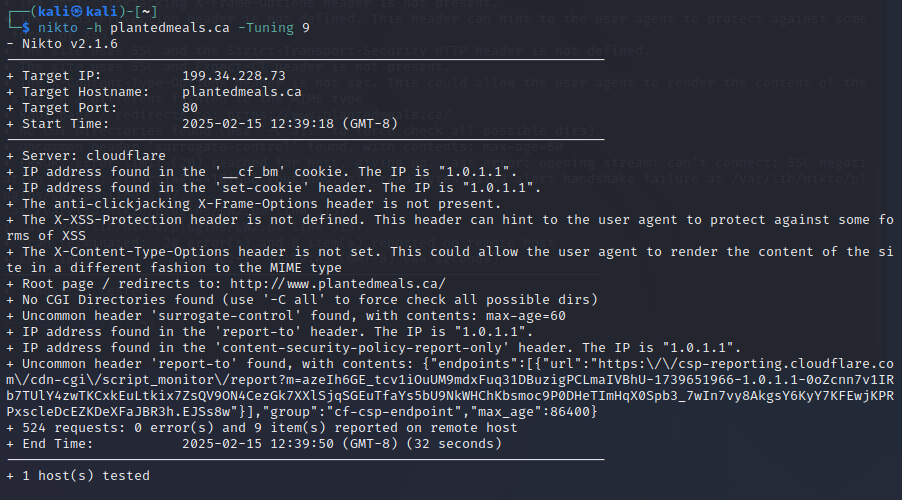 ┌──(kali㉿kali)-[~]
└─$ nikto -h plantedmeals.ca -Tuning 9
- Nikto v2.1.6
---------------------------------------------------------------------------
+ Target IP:          199.34.228.73
+ Target Hostname:    plantedmeals.ca
+ Target Port:        80
+ Start Time:         2025-02-15 12:39:18 (GMT-8)
---------------------------------------------------------------------------
+ Server: cloudflare
+ IP address found in the '__cf_bm' cookie. The IP is "1.0.1.1".
+ IP address found in the 'set-cookie' header. The IP is "1.0.1.1".
+ The anti-clickjacking X-Frame-Options header is not present.
+ The X-XSS-Protection header is not defined. This header can hint to the user agent to protect against some fo
rms of XSS
+ The X-Content-Type-Options header is not set. This could allow the user agent to render the content of the si
te in a different fashion to the MIME type
+ Root page / redirects to: http://www.plantedmeals.ca/
+ No CGI Directories found (use '-C all' to force check all possible dirs)
+ Uncommon header 'surrogate-control' found, with contents: max-age=60
+ IP address found in the 'report-to' header. The IP is "1.0.1.1".
+ IP address found in the 'content-security-policy-report-only' header. The IP is "1.0.1.1".
+ Uncommon header 'report-to' found, with contents: {"endpoints":[{"url":"https:\/\/csp-reporting.cloudflare.co
m\/cdn-cgi\/script_monitor\/report?m=azeIh6GE_tcv1iOuUM9mdxFuq31DBuzigPCLmaIVBhU-1739651966-1.0.1.1-0oZcnn7v1IR
b7TUlY4zwTKCxkEuLtkix7ZsQV9ON4CezGk7XXlSjqSGEuTfaYs5bU9NkWHChKbsmoc9P0DHeTImHqX0Spb3_7wIn7vy8AkgsY6KyY7KFEwjKPR
PxscleDcEZKDeXFaJBR3h.EJSs8w"}],"group":"cf-csp-endpoint","max_age":86400}
+ 524 requests: 0 error(s) and 9 item(s) reported on remote host
+ End Time:           2025-02-15 12:39:50 (GMT-8) (32 seconds)
---------------------------------------------------------------------------
+ 1 host(s) tested